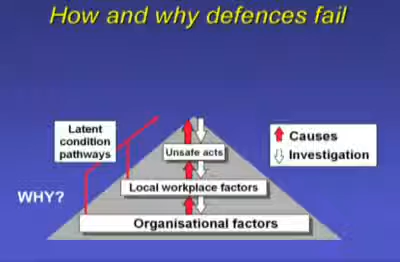 How and why defences fail
Latent
condition
pathways
Unsafe acts
Causes
Investigation
Local workplace factors
WHY?
Organisational factors